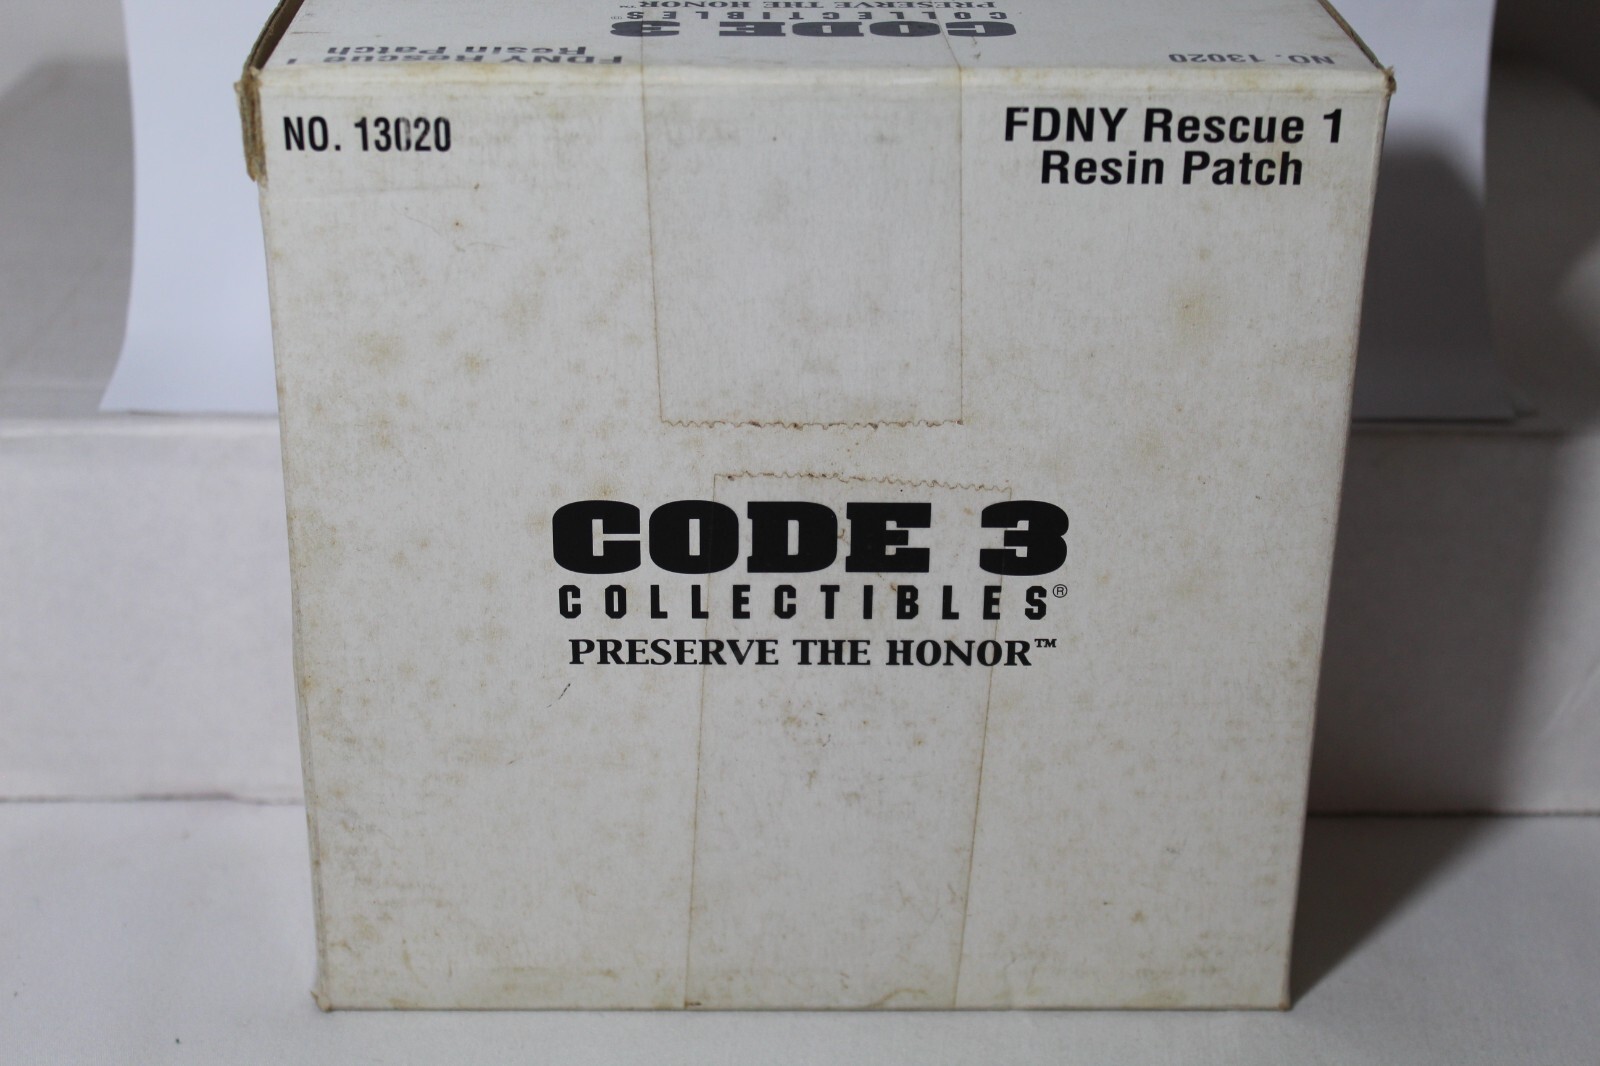 PRESERVE THE HONOR™
COLLECTIBLES™
CODE 3
FDNY Rescue 1
Resin Patch
NO. 13020
NO. 13020
FDNY Rescue 1
Resin Patch
CODE 3
COLLECTIBLES®
PRESERVE THE HONOR™